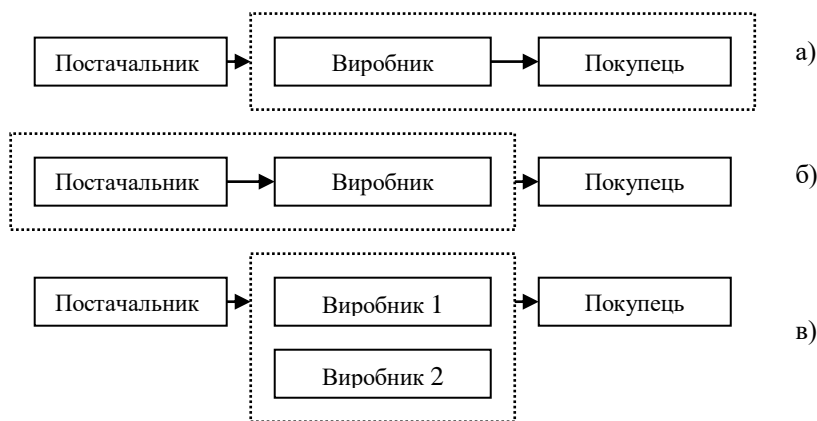 Постачальник Виробник Покупець а)
Постачальник Виробник Покупець б)
Постачальник Виробник 1 Покупець
в)
Виробник 2